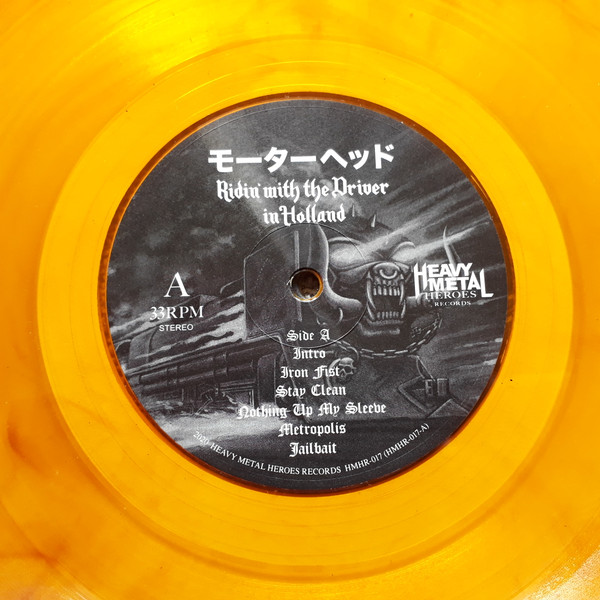 モーターヘッド
Ridin' with the Driver
in Holland
A
33RPM
STEREO
HEAVY
METAL
HEROES
RECORDS
Side A
Intro
Iron Fist
Stay Clean
Nothing Up My Sleeve
Metropolis
Jailbait
2020 HEAVY METAL HEROES RECORDS HMHR-017 (HMHR-017-A)